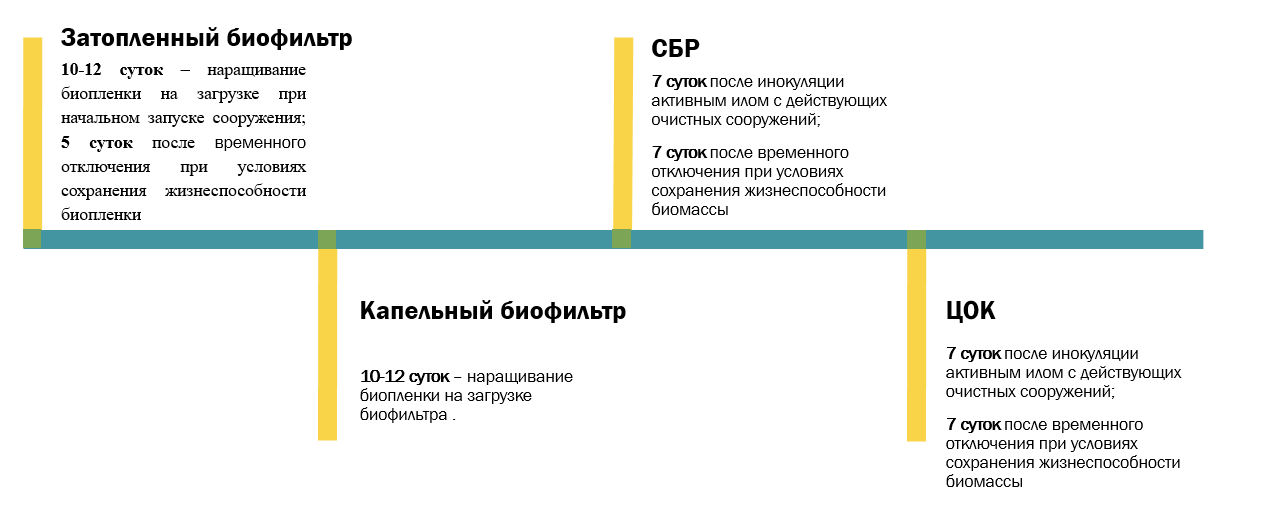 Затопленный биофильтр
10-12 суток – наращивание
биопленки на загрузке при
начальном запуске сооружения;
5 суток после временного
отключения при условиях
сохранения жизнеспособности
биопленки
СБР
7 суток после инокуляции
активным илом с действующих
очистных сооружений;
7 суток после временного
отключения при условиях
сохранения жизнеспособности
биомассы
Капельный биофильтр
10-12 суток – наращивание
биопленки на загрузке
биофильтра .
ЦОК
7 суток после инокуляции
активным илом с действующих
очистных сооружений;
7 суток после временного
отключения при условиях
сохранения жизнеспособности
биомассы